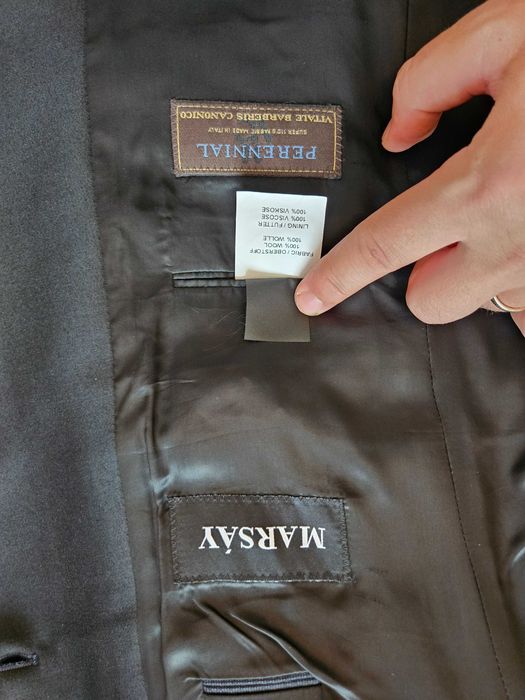 MARSÁY
FABRIC / OBERSTOFF
100% WOOL
100% WOLLE
LINING / FUTTER
100% VISCOSE
100% VISKOSE
PERENNIAL
SUPER 110'S FABRIC MADE IN ITALY
VITALE BARBERIS CANONICO